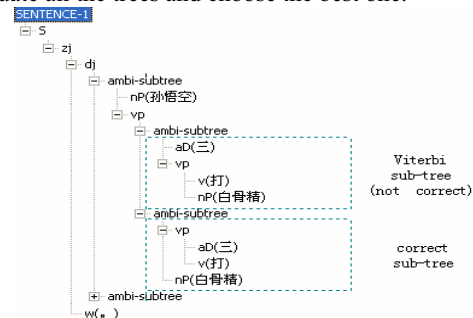 uate all the trees and choose the best one.
SENTENCE-1
S
zj
dj
ambi-subtree
nP(孙悟空)
vp
ambi-subtree
aD(三)
vp
v(打)
nP(白骨精)
Viterbi
sub-tree
(not correct)
ambi-subtree
vp
aD(三)
v(打)
nP(白骨精)
correct
sub-tree
ambi-subtree
w(。)